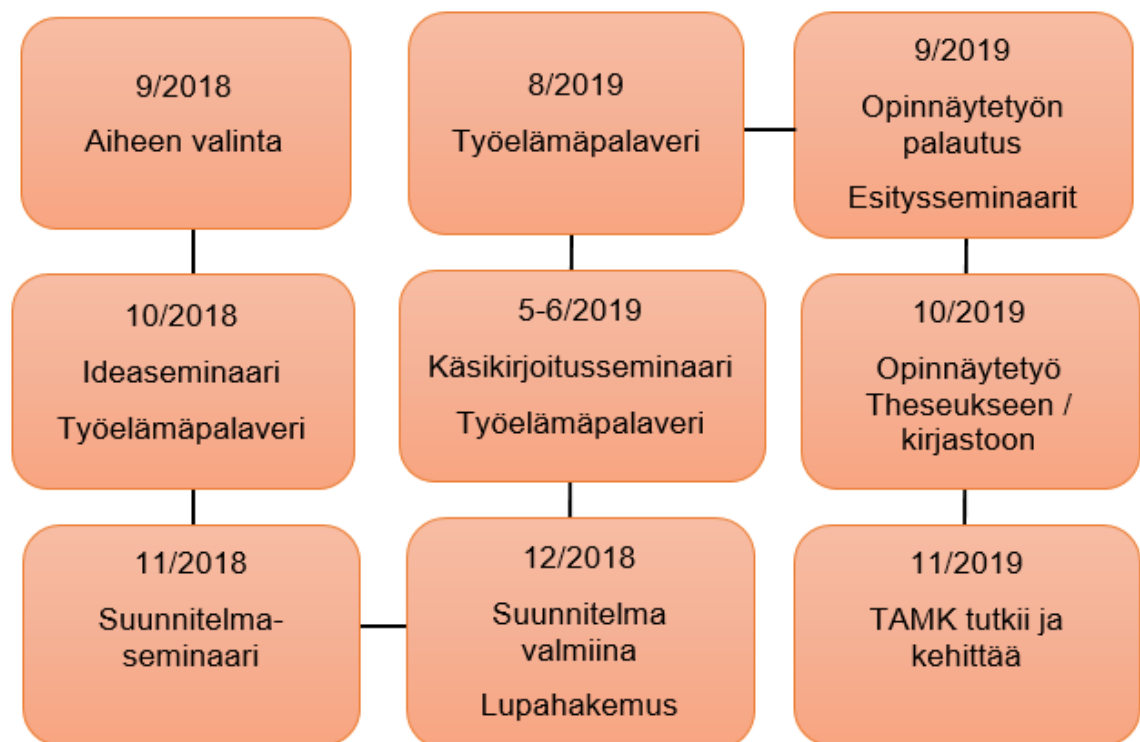 9/2018
Aiheen valinta
10/2018
Ideaseminaari
Työelämäpalaveri
11/2018
Suunnitelma-
seminaari
12/2018
Suunnitelma
valmiina
Lupahakemus
5-6/2019
Käsikirjoitusseminaari
Työelämäpalaveri
8/2019
Työelämäpalaveri
9/2019
Opinnäytetyön
palautus
Esitysseminaarit
10/2019
Opinnäytetyö
Theseukseen /
kirjastoon
11/2019
TAMK tutkii ja
kehittää